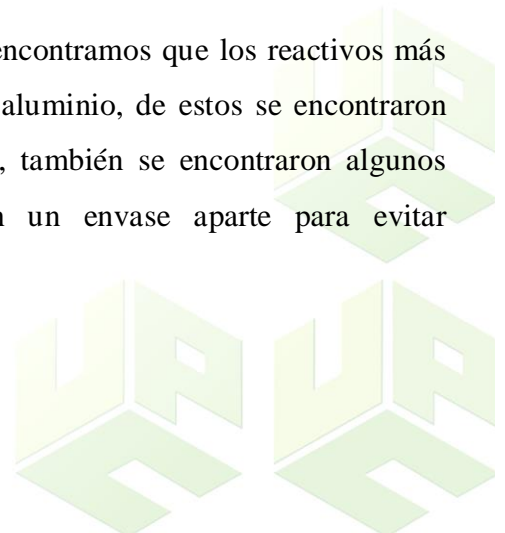 encontramos que los reactivos más
aluminio, de estos se encontraron
, también se encontraron algunos
un envase aparte para evitar